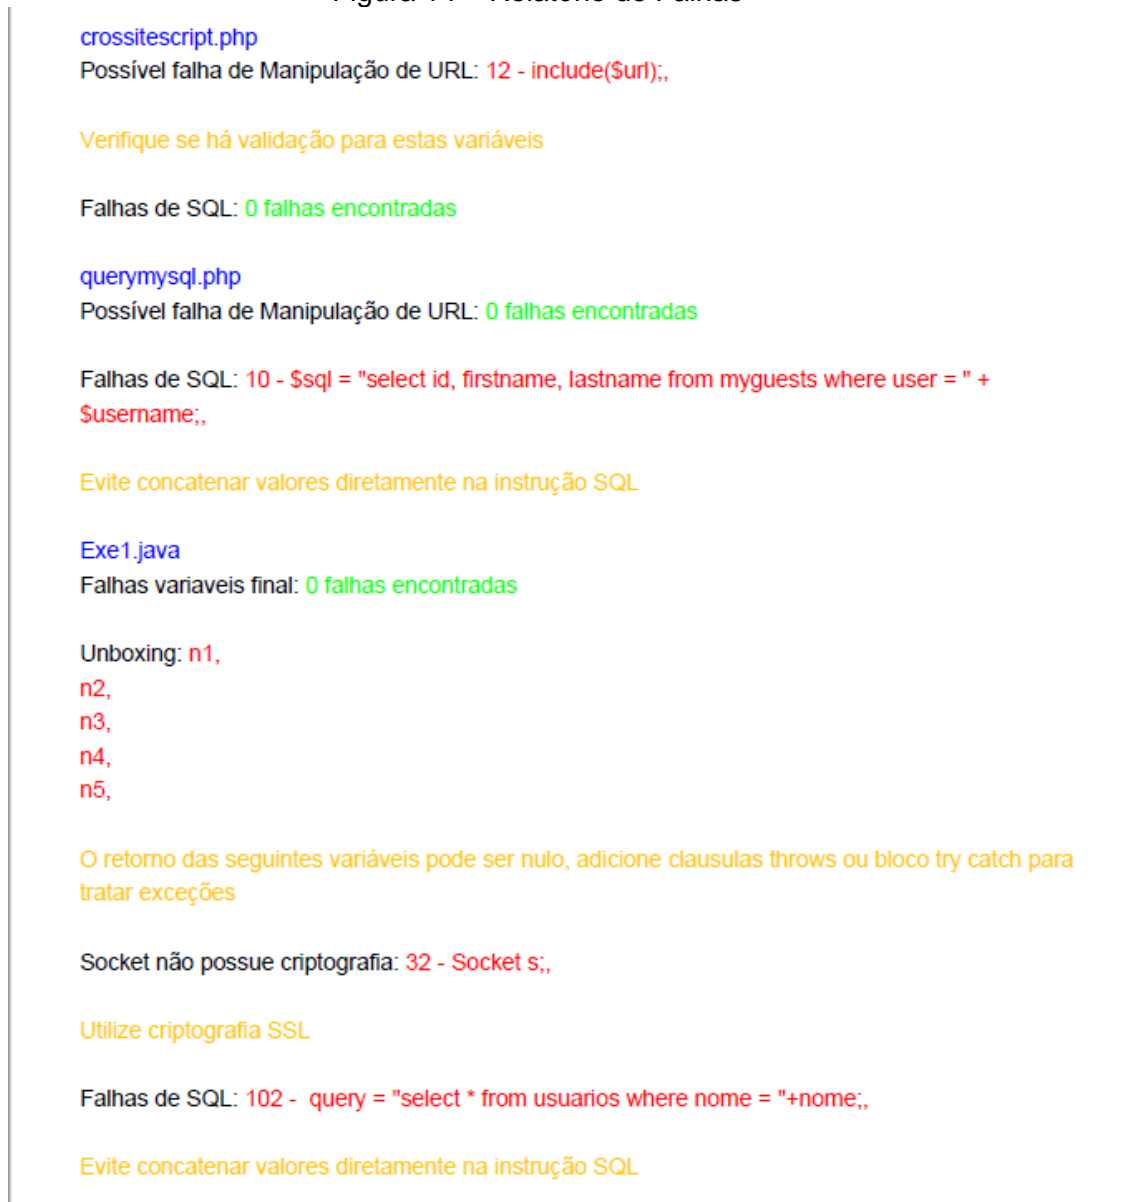 crossitescript.php
Possível falha de Manipulação de URL: 12 - include($url);,
Verifique se há validação para estas variáveis
Falhas de SQL: 0 falhas encontradas
querymysql.php
Possível falha de Manipulação de URL: 0 falhas encontradas
Falhas de SQL: 10 - $sql = "select id, firstname, lastname from myguests where user = " +
$username;,
Evite concatenar valores diretamente na instrução SQL
Exe1.java
Falhas variaveis final: 0 falhas encontradas
Unboxing: n1,
n2,
n3,
n4,
n5,
O retorno das seguintes variáveis pode ser nulo, adicione clausulas throws ou bloco try catch para
tratar exceções
Socket não possue criptografia: 32 - Socket s;,
Utilize criptografia SSL
Falhas de SQL: 102 -  query = "select * from usuarios where nome = "+nome;,
Evite concatenar valores diretamente na instrução SQL